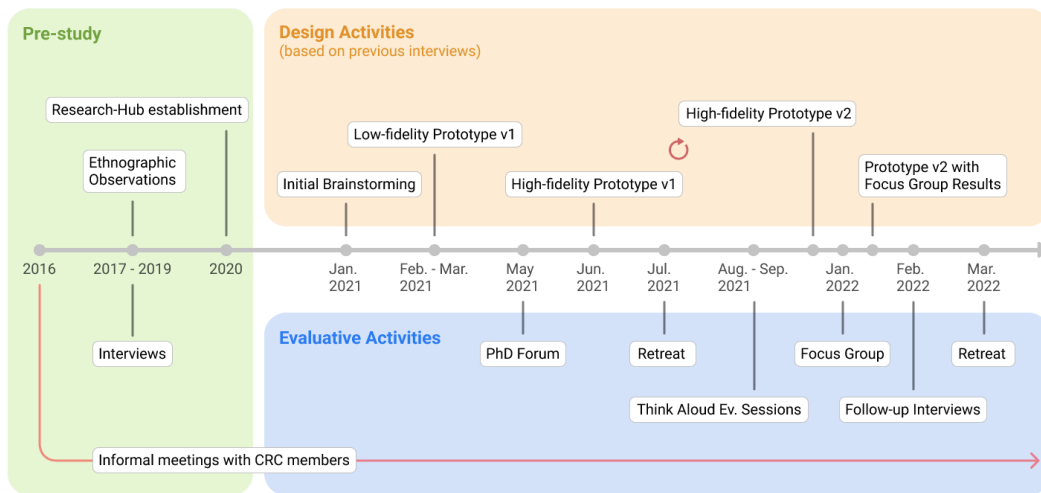 Pre-study
Design Activities
(based on previous interviews)
Research-Hub establishment
High-fidelity Prototype v2
Low-fidelity Prototype v1
Ethnographic
Observations
Prototype v2 with
Focus Group Results
Initial Brainstorming
High-fidelity Prototype v1
2016
2017 - 2019
2020
Jan.
2021
Feb. - Mar.
2021
May
2021
Jun.
2021
Jul.
2021
Aug. - Sep.
2021
Jan.
2022
Feb.
2022
Mar.
2022
Evaluative Activities
Interviews
PhD Forum
Retreat
Focus Group
Retreat
Think Aloud Ev. Sessions
Follow-up Interviews
Informal meetings with CRC members